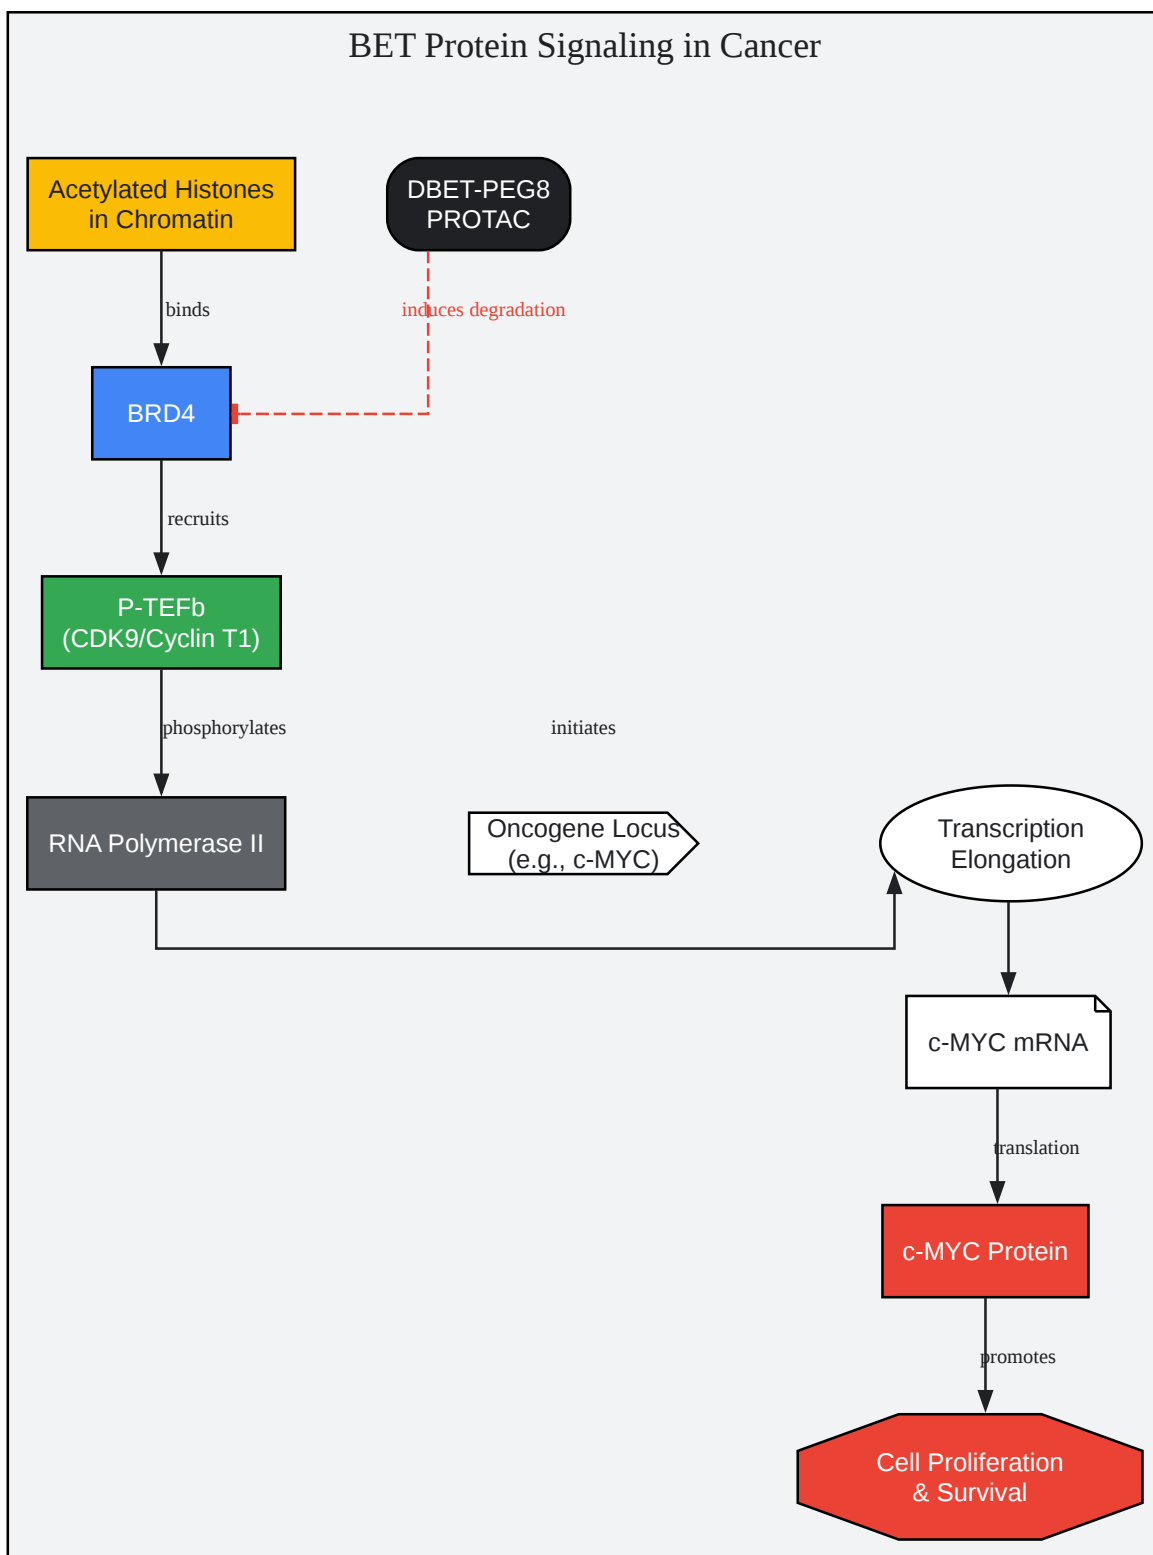 BET Protein Signaling in Cancer
Acetylated Histones
in Chromatin
DBET-PEG8
PROTAC
binds
induces degradation
BRD4
recruits
P-TEFb
(CDK9/Cyclin T1)
phosphorylates
initiates
RNA Polymerase II
Oncogene Locus
(e.g., c-MYC)
Transcription
Elongation
c-MYC mRNA
translation
c-MYC Protein
promotes
Cell Proliferation
& Survival